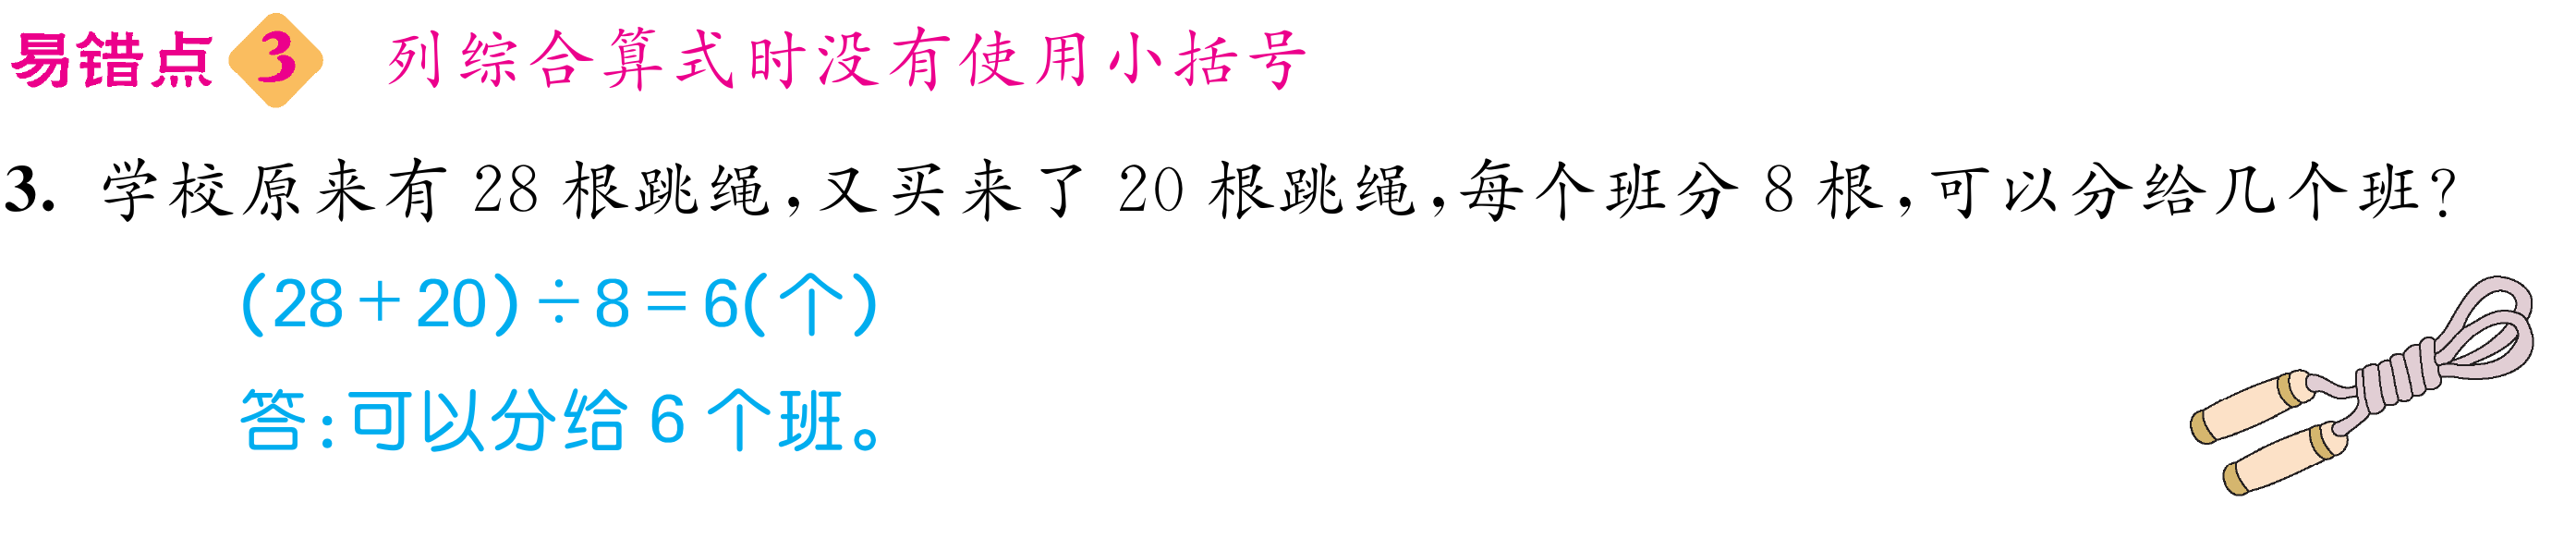 易错点 3 列综合算式时没有使用小括号
3. 学校原来有 28 根跳绳,又买来了 20 根跳绳,每个班分 8 根,可以分给几个班?
(28+20)÷8=6(个)
答:可以分给 6 个班。